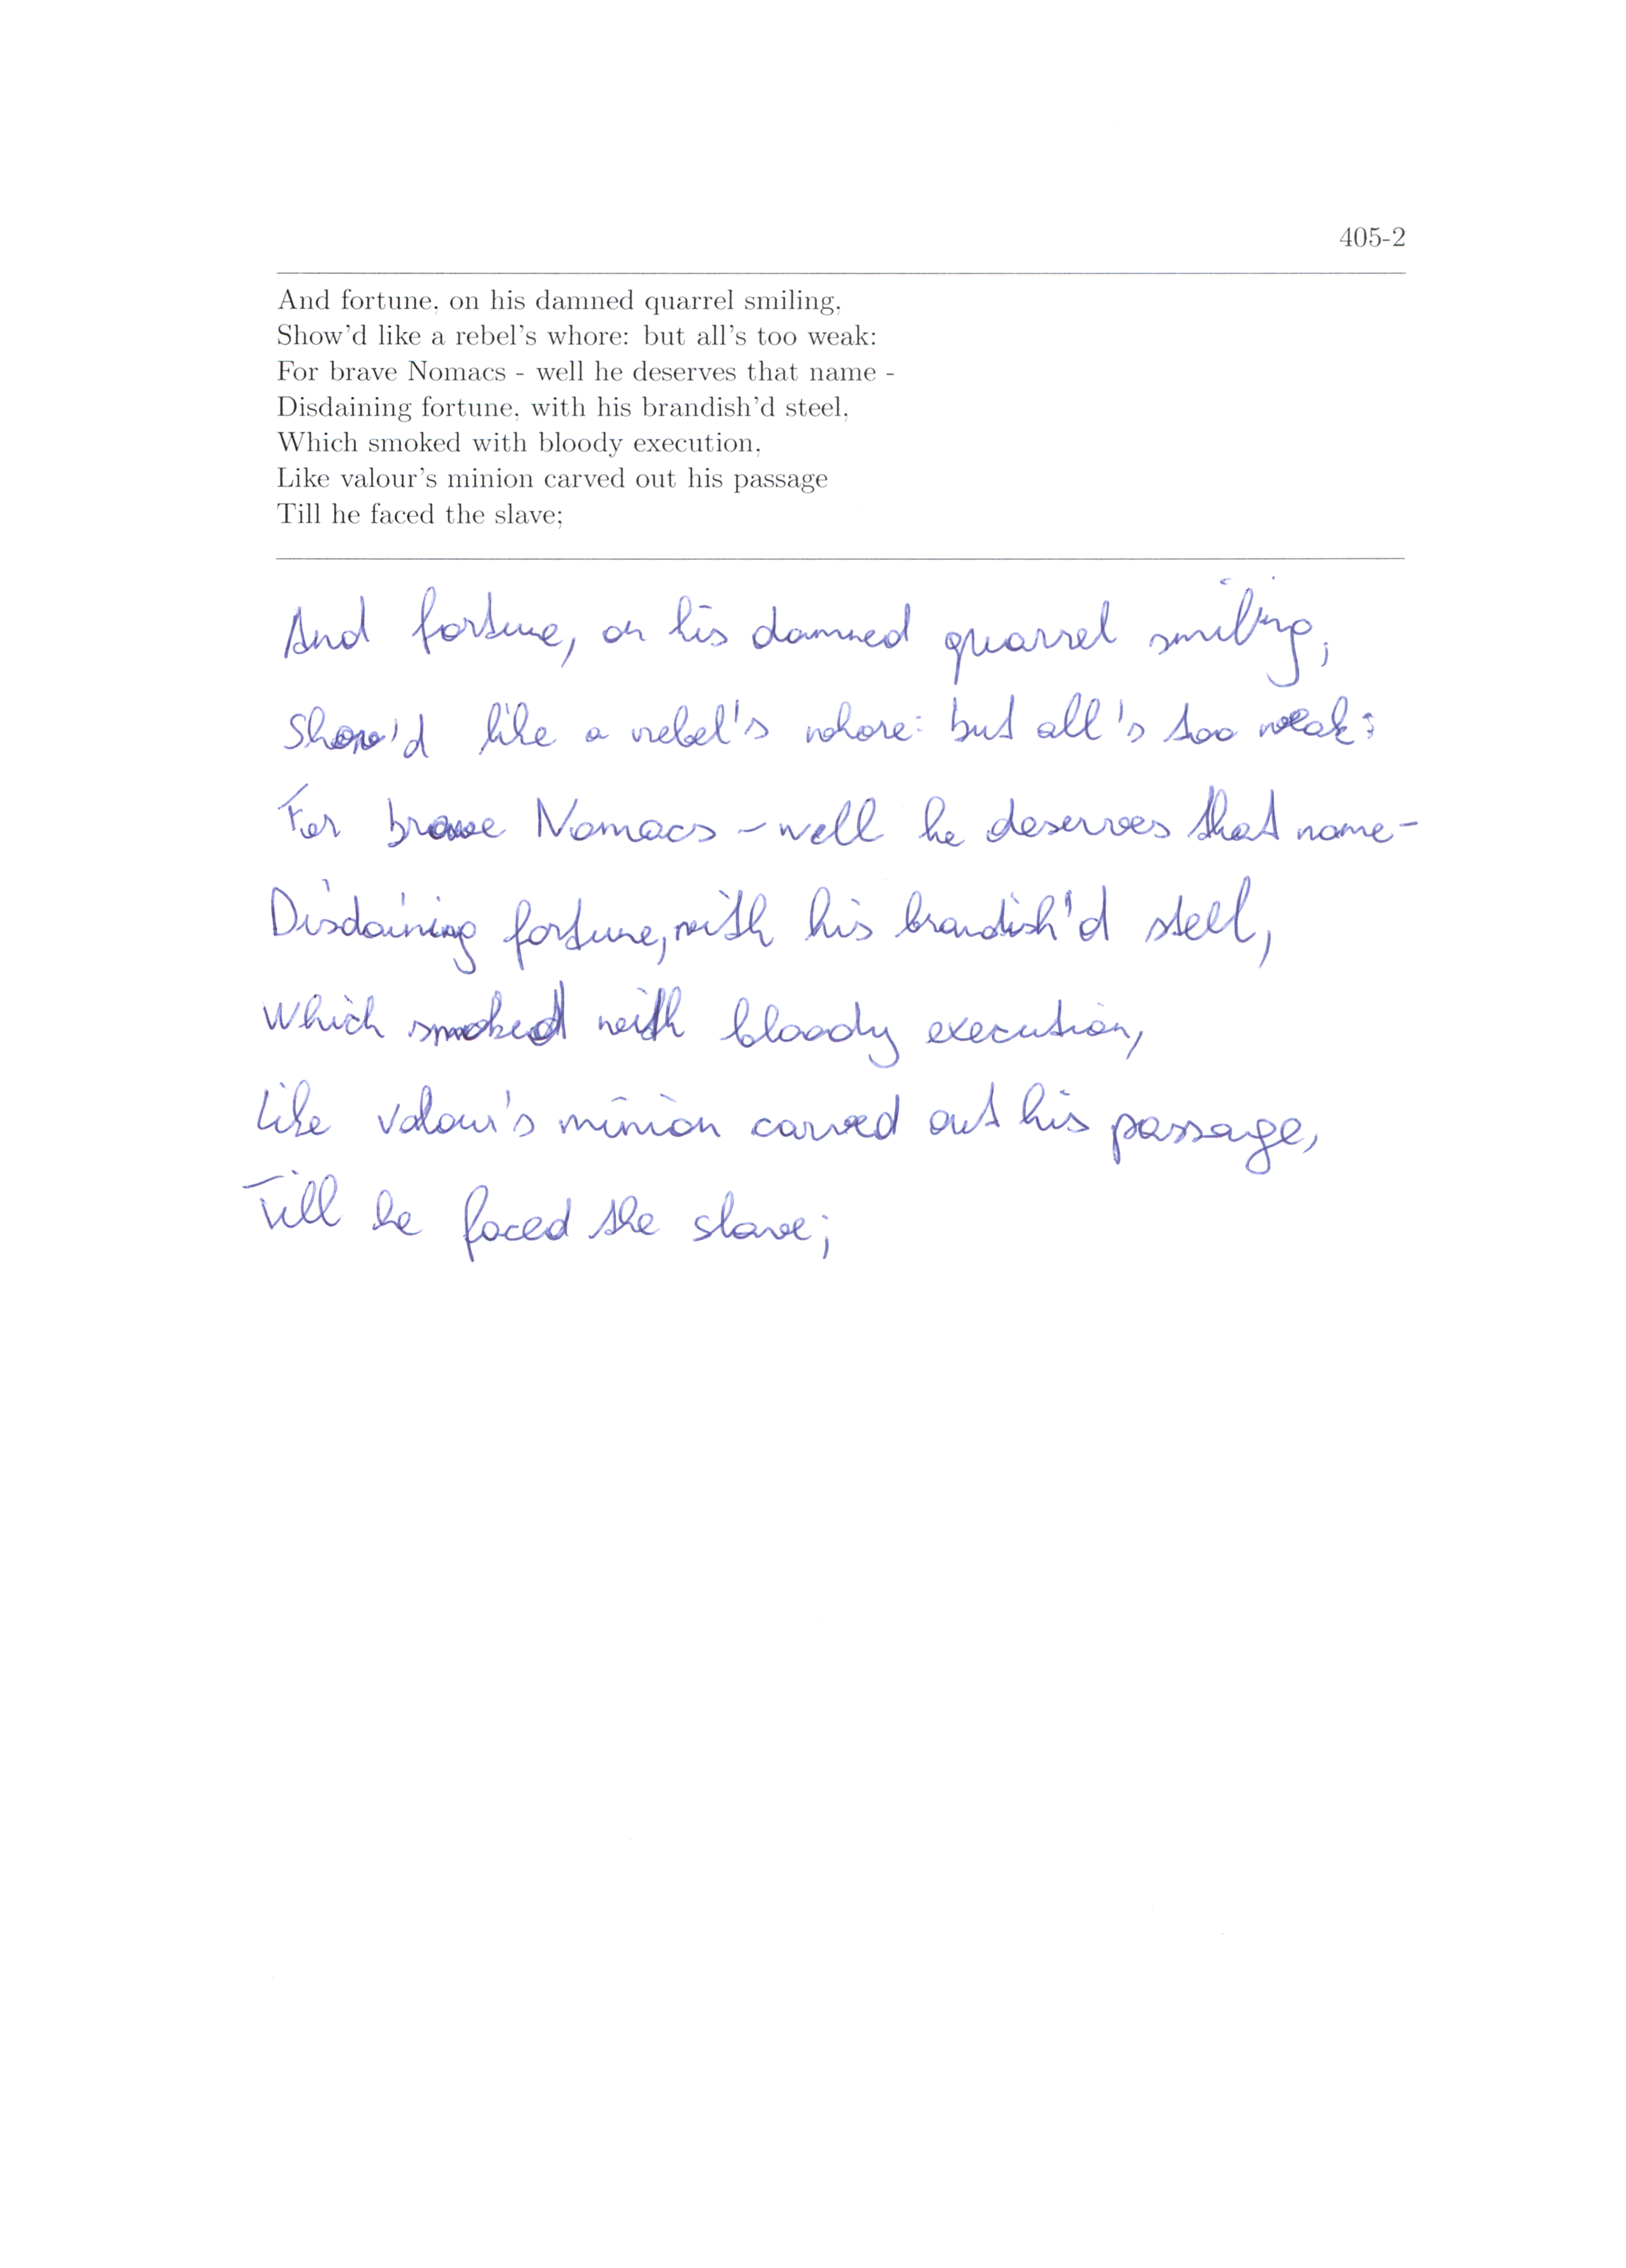 405-2
And fortune, on his damned quarrel smiling,
Show'd like a rebel's whore: but all's too weak:
For brave Nomacs - well he deserves that name -
Disdaining fortune, with his brandish'd steel,
Which smoked with bloody execution,
Like valour's minion carved out his passage
Till he faced the slave;
And fortune, on his damned quarrel smiling;
Show'd like a rebel's whore: but all's too weak:
For brave Nomacs - well he deserves that name -
Disdaining fortune, with his brandish'd steel,
Which smoked with bloody execution,
Like valour's minion carved out his passage,
Till he faced the slave;